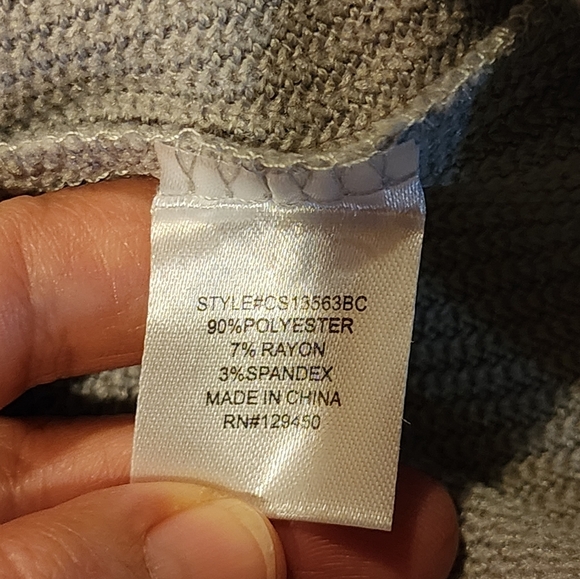 STYLE#CS13563BC
90%POLYESTER
7% RAYON
3%SPANDEX
MADE IN CHINA
RN#129450